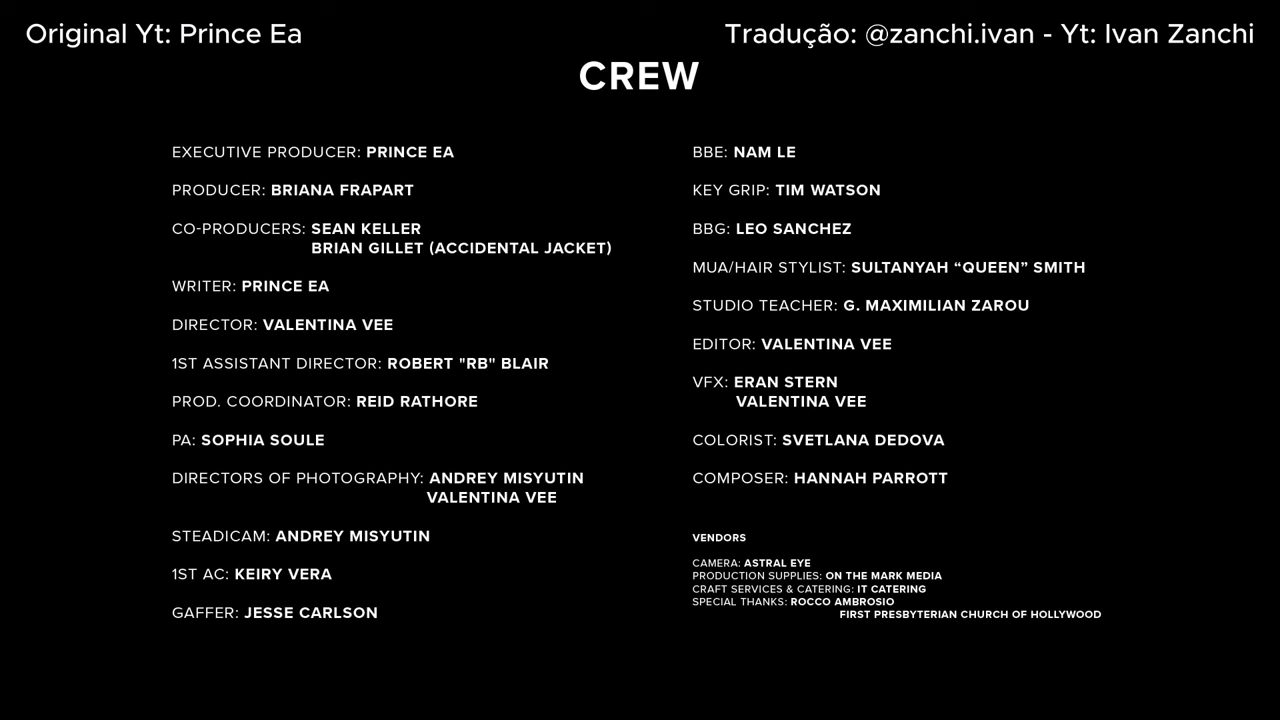 Original Yt: Prince Ea
Tradução: @zanchi.ivan - Yt: Ivan Zanchi
CREW
EXECUTIVE PRODUCER: PRINCE EA
PRODUCER: BRIANA FRAPART
CO-PRODUCERS: SEAN KELLER
BRIAN GILLET (ACCIDENTAL JACKET)
WRITER: PRINCE EA
DIRECTOR: VALENTINA VEE
1ST ASSISTANT DIRECTOR: ROBERT "RB" BLAIR
PROD. COORDINATOR: REID RATHORE
PA: SOPHIA SOULE
DIRECTORS OF PHOTOGRAPHY: ANDREY MISYUTIN
VALENTINA VEE
STEADICAM: ANDREY MISYUTIN
1ST AC: KEIRY VERA
GAFFER: JESSE CARLSON
BBE: NAM LE
KEY GRIP: TIM WATSON
BBG: LEO SANCHEZ
MUA/HAIR STYLIST: SULTANYAH “QUEEN” SMITH
STUDIO TEACHER: G. MAXIMILIAN ZAROU
EDITOR: VALENTINA VEE
VFX: ERAN STERN
VALENTINA VEE
COLORIST: SVETLANA DEDOVA
COMPOSER: HANNAH PARROTT
VENDORS
CAMERA: ASTRAL EYE
PRODUCTION SUPPLIES: ON THE MARK MEDIA
CRAFT SERVICES & CATERING: IT CATERING
SPECIAL THANKS: ROCCO AMBROSIO
FIRST PRESBYTERIAN CHURCH OF HOLLYWOOD